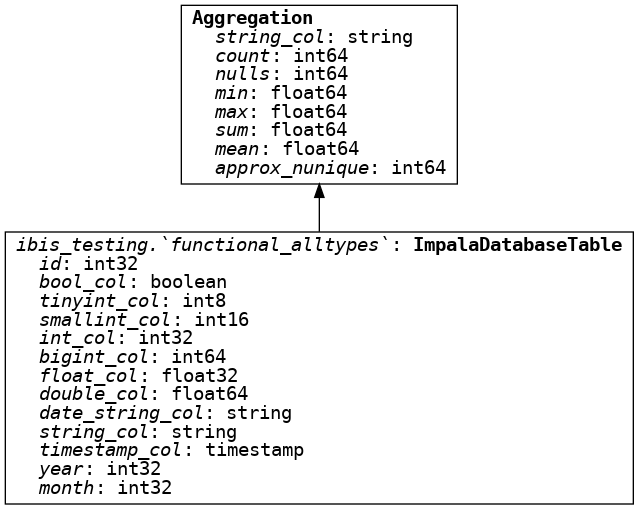 Aggregation
string_col: string
count: int64
nulls: int64
min: float64
max: float64
sum: float64
mean: float64
approx_nunique: int64
ibis_testing.`functional_alltypes`: ImpalaDatabaseTable
id: int32
bool_col: boolean
tinyint_col: int8
smallint_col: int16
int_col: int32
bigint_col: int64
float_col: float32
double_col: float64
date_string_col: string
string_col: string
timestamp_col: timestamp
year: int32
month: int32